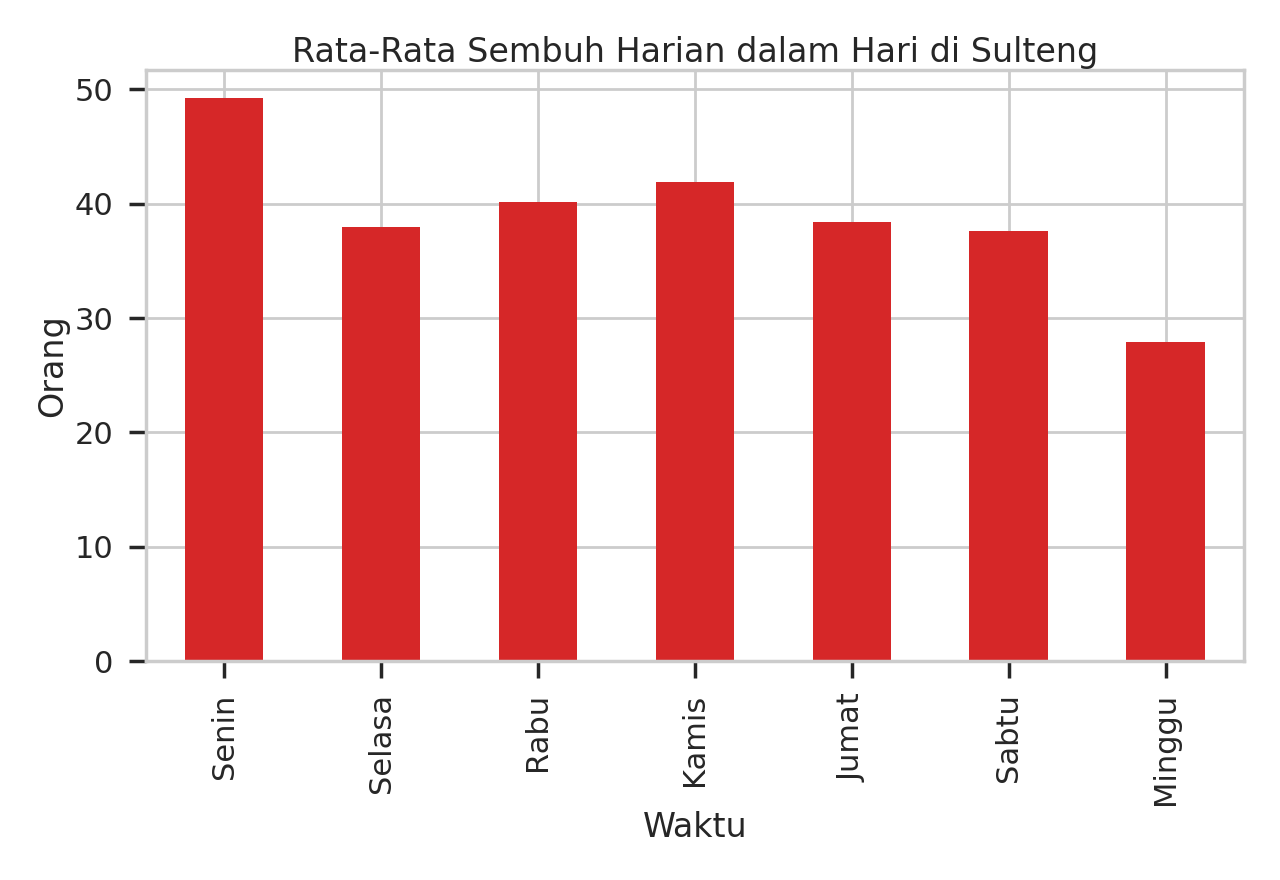 Rata-Rata Sembuh Harian dalam Hari di Sulteng
50
40
30
20
10
0
Orang
Senin
Selasa
Rabu
Kamis
Jumat
Sabtu
Minggu
Waktu